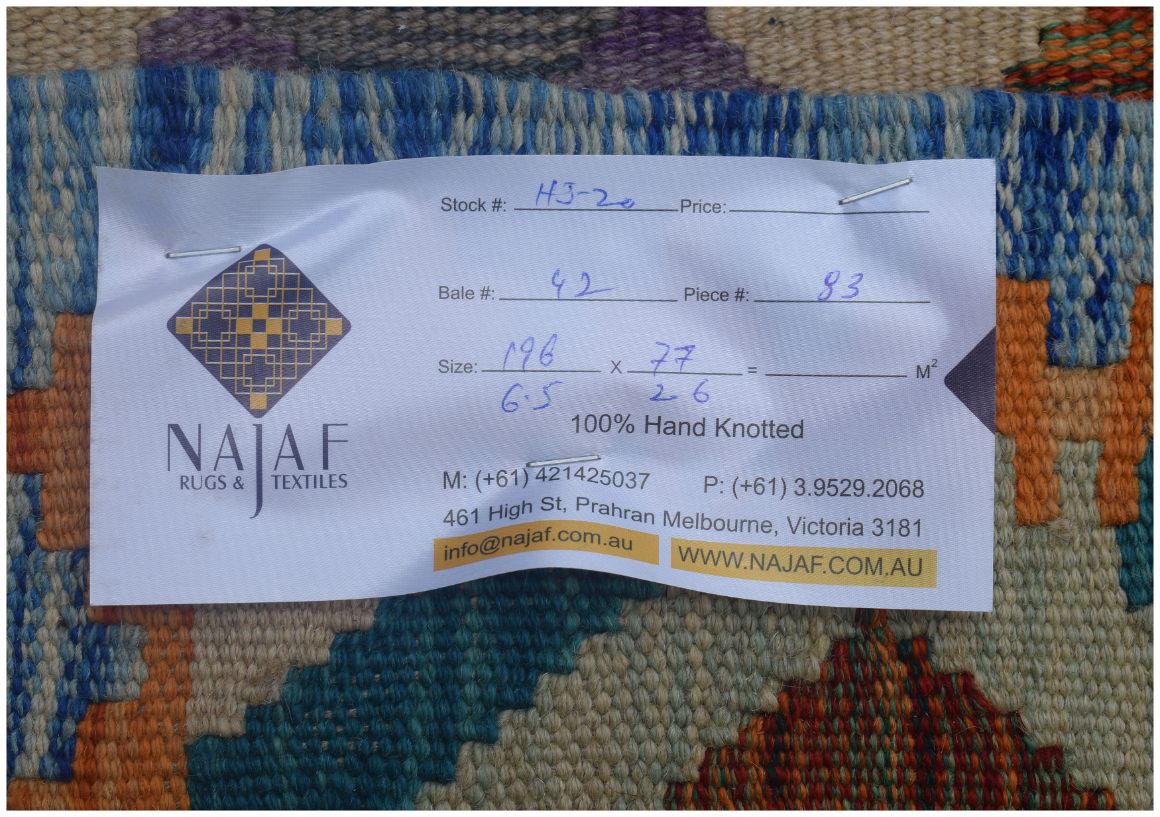 Stock #: HJ-20 Price:
Bale #: 42 Piece #: 83
Size: 196 X 77 = M²
6.5 2 6
100% Hand Knotted
NAJAF
RUGS & TEXTILES
M: (+61) 421425037 P: (+61) 3.9529.2068
461 High St, Prahran Melbourne, Victoria 3181
info@najaf.com.au WWW.NAJAF.COM.AU